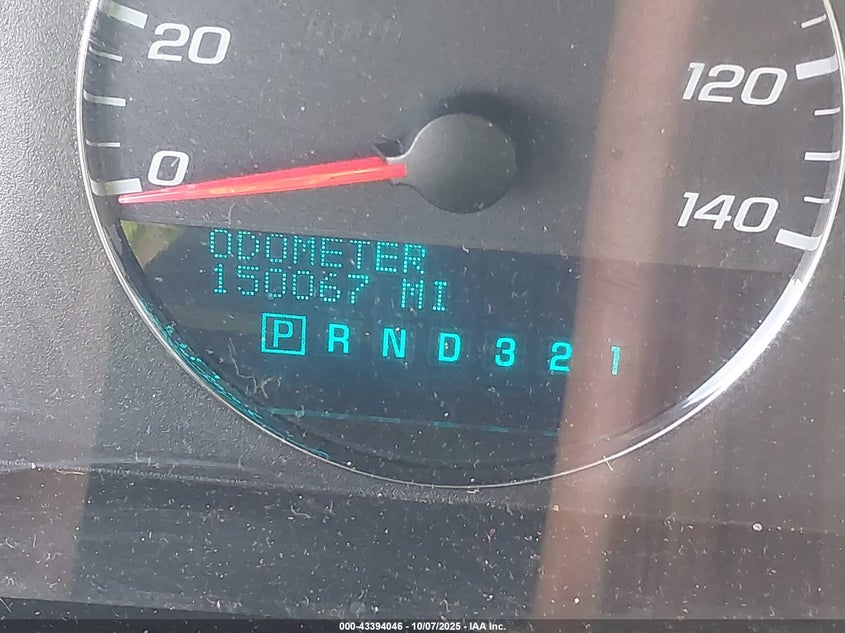 20
120
0
140
ODOMETER
150067 MI
P R N D 3 2 1
000-43394046 - 10/07/2025 - IAA Inc.